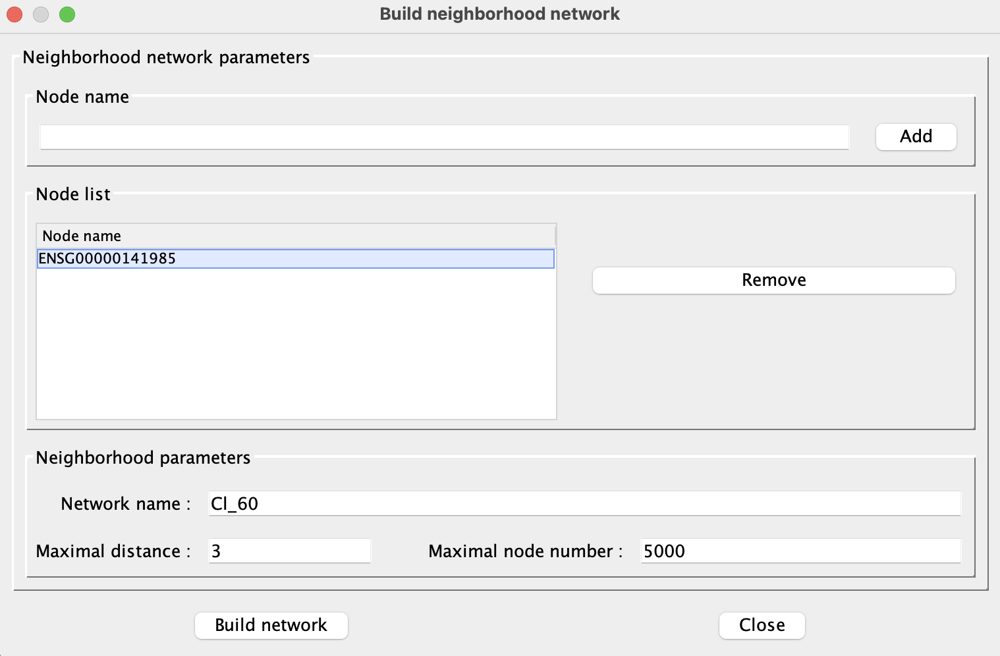 Build neighborhood network
Neighborhood network parameters
Node name
Add
Node list
Node name
ENSG00000141985
Remove
Neighborhood parameters
Network name : Cl_60
Maximal distance : 3 Maximal node number : 5000
Build network Close